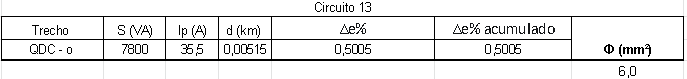 Circuito 13
Trecho S (VA) Ip (A) d (km) Δe% Δe% acumulado Φ (mm²)
QDC - o 7800 35,5 0,00515 0,5005 0,5005
6,0